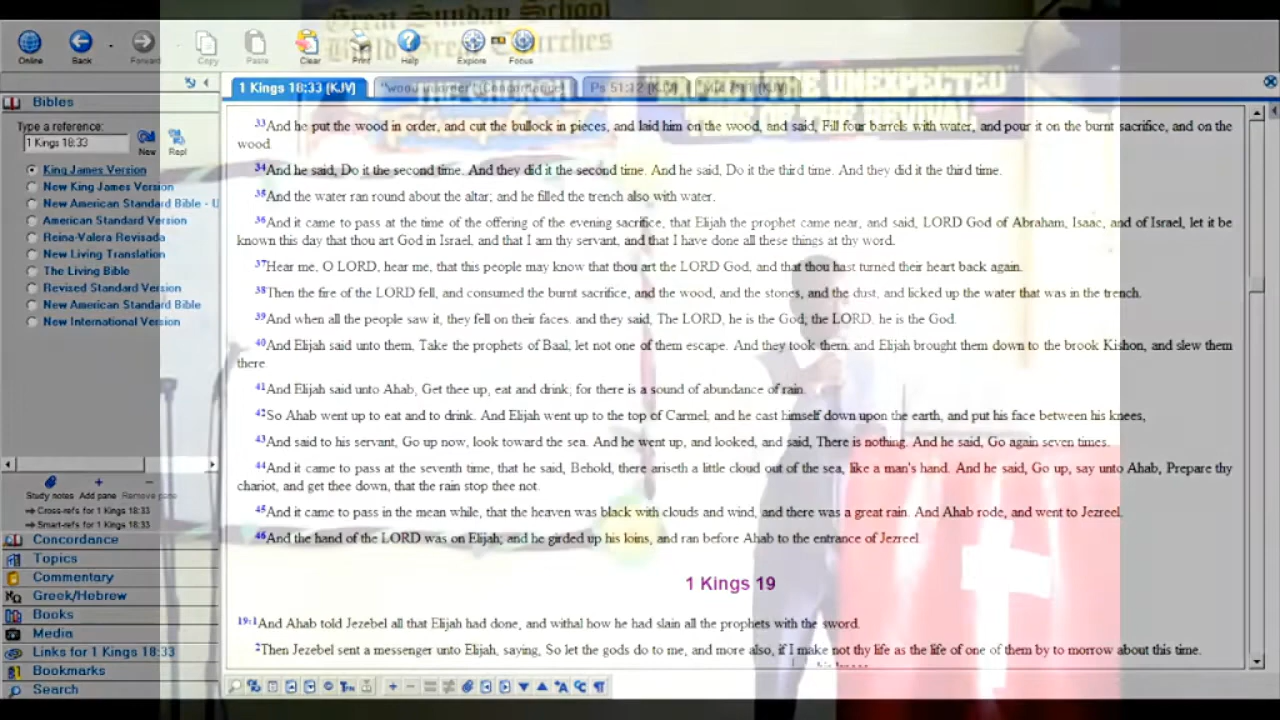 Great Sunday School
Build Great Churches
Online
Back
Forward
Copy
Paste
Clear
Print
Help
Explore
Focus
1 Kings 18:33 (KJV)
Ps 51:12 (KJV)
THE CHURCH
THE UNEXPECTED"
REVIVAL
Bibles
Type a reference:
1 Kings 18:33
New
Repl
King James Version
New King James Version
New American Standard Bible - U
American Standard Version
Reina-Valera Revisada
New Living Translation
The Living Bible
Revised Standard Version
New American Standard Bible
New International Version
Study notes Add pane Remove pane
Cross-refs for 1 Kings 18:33
Smart-refs for 1 Kings 18:33
Concordance
Topics
Commentary
Greek/Hebrew
Books
Media
Links for 1 Kings 18:33
Bookmarks
Search
33And he put the wood in order, and cut the bullock in pieces, and laid him on the wood, and said, Fill four barrels with water, and pour it on the burnt sacrifice, and on the
wood.
34And he said, Do it the second time. And they did it the second time. And he said, Do it the third time. And they did it the third time.
35And the water ran round about the altar; and he filled the trench also with water.
36And it came to pass at the time of the offering of the evening sacrifice, that Elijah the prophet came near, and said, LORD God of Abraham, Isaac, and of Israel, let it be
known this day that thou art God in Israel, and that I am thy servant, and that I have done all these things at thy word.
37Hear me, O LORD, hear me, that this people may know that thou art the LORD God, and that thou hast turned their heart back again.
38Then the fire of the LORD fell, and consumed the burnt sacrifice, and the wood, and the stones, and the dust, and licked up the water that was in the trench.
39And when all the people saw it, they fell on their faces: and they said, The LORD, he is the God; the LORD, he is the God.
40And Elijah said unto them, Take the prophets of Baal; let not one of them escape. And they took them: and Elijah brought them down to the brook Kishon, and slew them
there.
41And Elijah said unto Ahab, Get thee up, eat and drink; for there is a sound of abundance of rain.
42So Ahab went up to eat and to drink. And Elijah went up to the top of Carmel; and he cast himself down upon the earth, and put his face between his knees,
43And said to his servant, Go up now, look toward the sea. And he went up, and looked, and said, There is nothing. And he said, Go again seven times.
44And it came to pass at the seventh time, that he said, Behold, there ariseth a little cloud out of the sea, like a man's hand. And he said, Go up, say unto Ahab, Prepare thy
chariot, and get thee down, that the rain stop thee not.
45And it came to pass in the mean while, that the heaven was black with clouds and wind, and there was a great rain. And Ahab rode, and went to Jezreel.
46And the hand of the LORD was on Elijah; and he girded up his loins, and ran before Ahab to the entrance of Jezreel.
1 Kings 19
19:1And Ahab told Jezebel all that Elijah had done, and withal how he had slain all the prophets with the sword.
2Then Jezebel sent a messenger unto Elijah, saying, So let the gods do to me, and more also, if I make not thy life as the life of one of them by to morrow about this time.